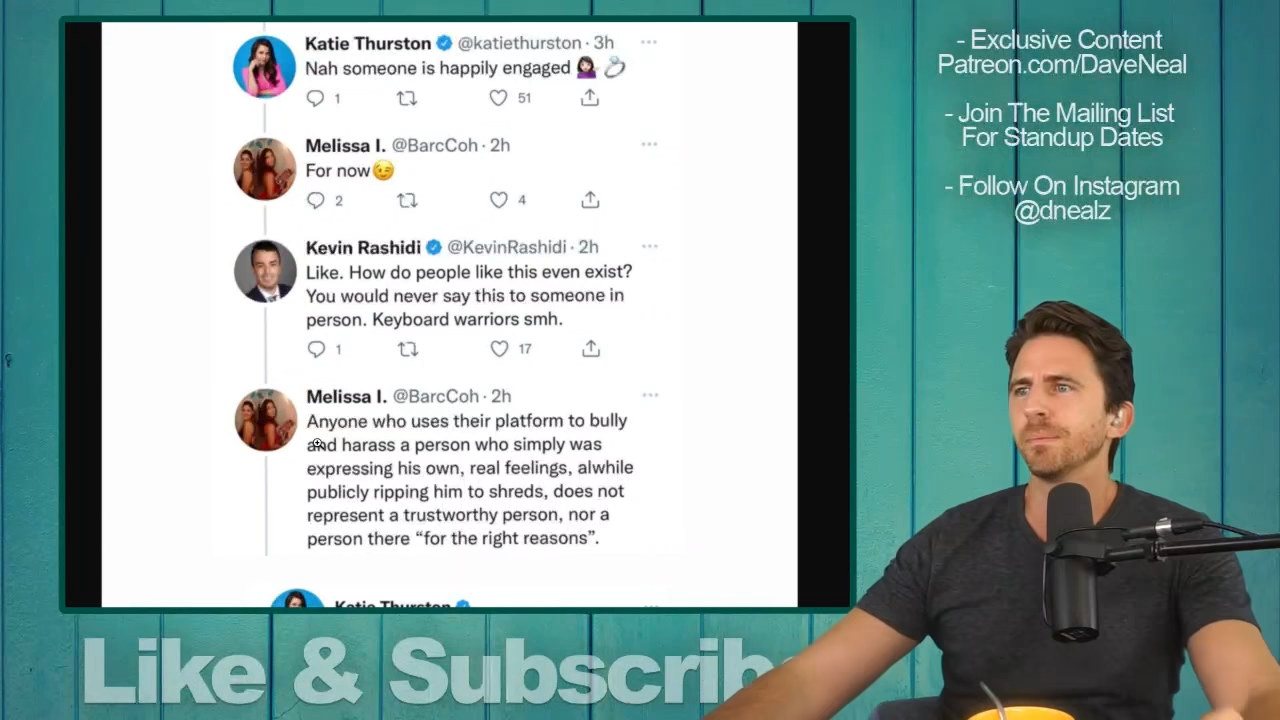 Katie Thurston @katiethurston · 3h
Nah someone is happily engaged 💁🏻‍♀️ 💍
1 51
Melissa I. @BarcCoh · 2h
For now😉
2 4
Kevin Rashidi @KevinRashidi · 2h
Like. How do people like this even exist?
You would never say this to someone in
person. Keyboard warriors smh.
1 17
Melissa I. @BarcCoh · 2h
Anyone who uses their platform to bully
and harass a person who simply was
expressing his own, real feelings, alwhile
publicly ripping him to shreds, does not
represent a trustworthy person, nor a
person there “for the right reasons”.
Katie Thurston
- Exclusive Content
Patreon.com/DaveNeal
- Join The Mailing List
For Standup Dates
- Follow On Instagram
@dnealz
Like & Subscrib